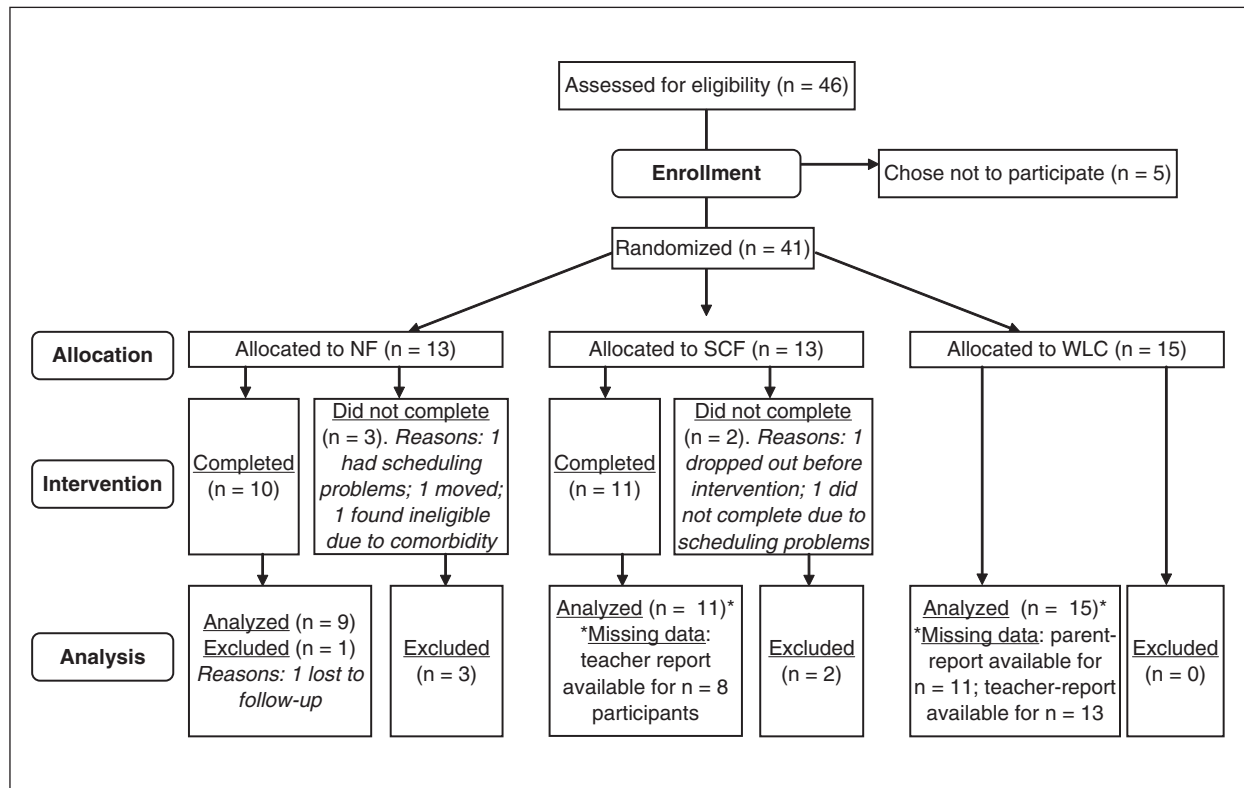 Assessed for eligibility (n = 46)
Enrollment
Chose not to participate (n = 5)
Randomized (n = 41)
Allocation
Allocated to NF (n = 13)
Allocated to SCF (n = 13)
Allocated to WLC (n = 15)
Intervention
Completed
(n = 10)
Did not complete
(n = 3). Reasons: 1
had scheduling
problems; 1 moved;
1 found ineligible
due to comorbidity
Completed
(n = 11)
Did not complete
(n = 2). Reasons: 1
dropped out before
intervention; 1 did
not complete due to
scheduling problems
Analysis
Analyzed (n = 9)
Excluded (n = 1)
Reasons: 1 lost to
follow-up
Excluded
(n = 3)
Analyzed (n = 11)*
*Missing data:
teacher report
available for n = 8
participants
Excluded
(n = 2)
Analyzed (n = 15)*
*Missing data: parent-
report available for
n = 11; teacher-report
available for n = 13
Excluded
(n = 0)